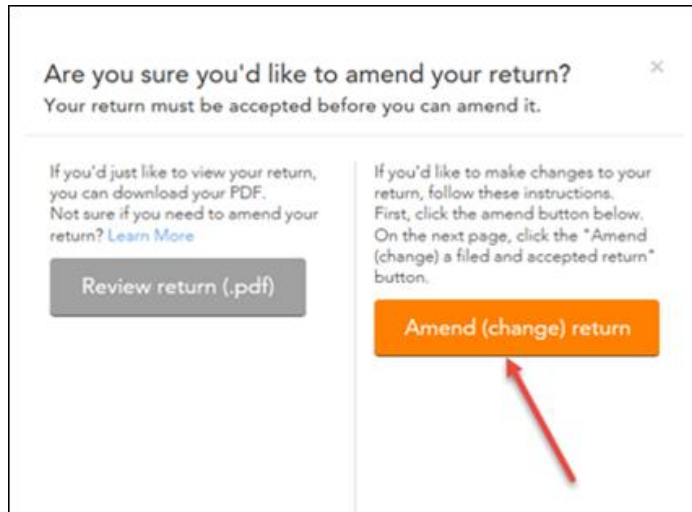 Are you sure you'd like to amend your return?
Your return must be accepted before you can amend it.
If you'd just like to view your return,
you can download your PDF.
Not sure if you need to amend your
return? Learn More
Review return (.pdf)
If you'd like to make changes to your
return, follow these instructions.
First, click the amend button below.
On the next page, click the "Amend
(change) a filed and accepted return"
button.
Amend (change) return